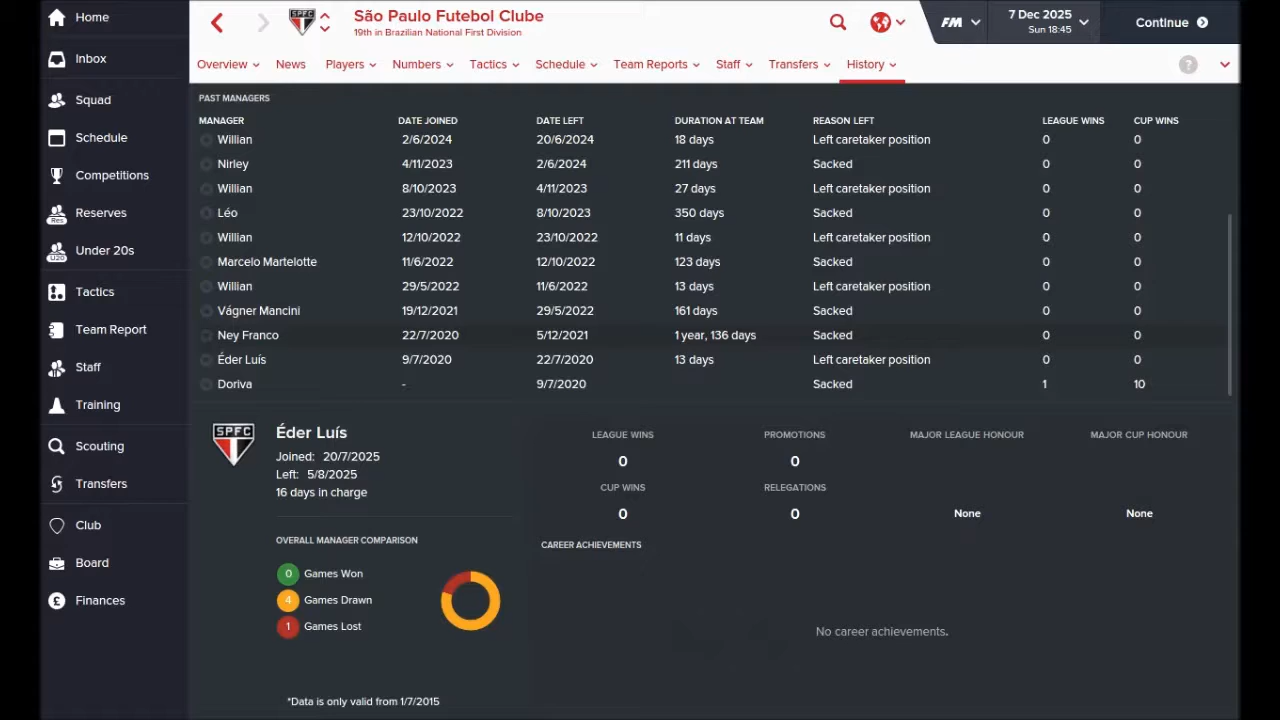 Home
Inbox
Squad
Schedule
Competitions
Reserves
Under 20s
Tactics
Team Report
Staff
Training
Scouting
Transfers
Club
Board
Finances
Res
U20
SPFC
São Paulo Futebol Clube
19th in Brazilian National First Division
FM
7 Dec 2025
Sun 18:45
Continue
Overview News Players Numbers Tactics Schedule Team Reports Staff Transfers History ?
PAST MANAGERS
MANAGER DATE JOINED DATE LEFT DURATION AT TEAM REASON LEFT LEAGUE WINS CUP WINS
Willian 2/6/2024 20/6/2024 18 days Left caretaker position 0 0
Nirley 4/11/2023 2/6/2024 211 days Sacked 0 0
Willian 8/10/2023 4/11/2023 27 days Left caretaker position 0 0
Léo 23/10/2022 8/10/2023 350 days Sacked 0 0
Willian 12/10/2022 23/10/2022 11 days Left caretaker position 0 0
Marcelo Martelotte 11/6/2022 12/10/2022 123 days Sacked 0 0
Willian 29/5/2022 11/6/2022 13 days Left caretaker position 0 0
Vágner Mancini 19/12/2021 29/5/2022 161 days Sacked 0 0
Ney Franco 22/7/2020 5/12/2021 1 year, 136 days Sacked 0 0
Éder Luís 9/7/2020 22/7/2020 13 days Left caretaker position 0 0
Doriva - 9/7/2020 Sacked 1 10
SPFC
Éder Luís
Joined: 20/7/2025
Left: 5/8/2025
16 days in charge
OVERALL MANAGER COMPARISON
0 Games Won
4 Games Drawn
1 Games Lost
*Data is only valid from 1/7/2015
LEAGUE WINS PROMOTIONS MAJOR LEAGUE HONOUR MAJOR CUP HONOUR
0 0
CUP WINS RELEGATIONS
0 0 None None
CAREER ACHIEVEMENTS
No career achievements.